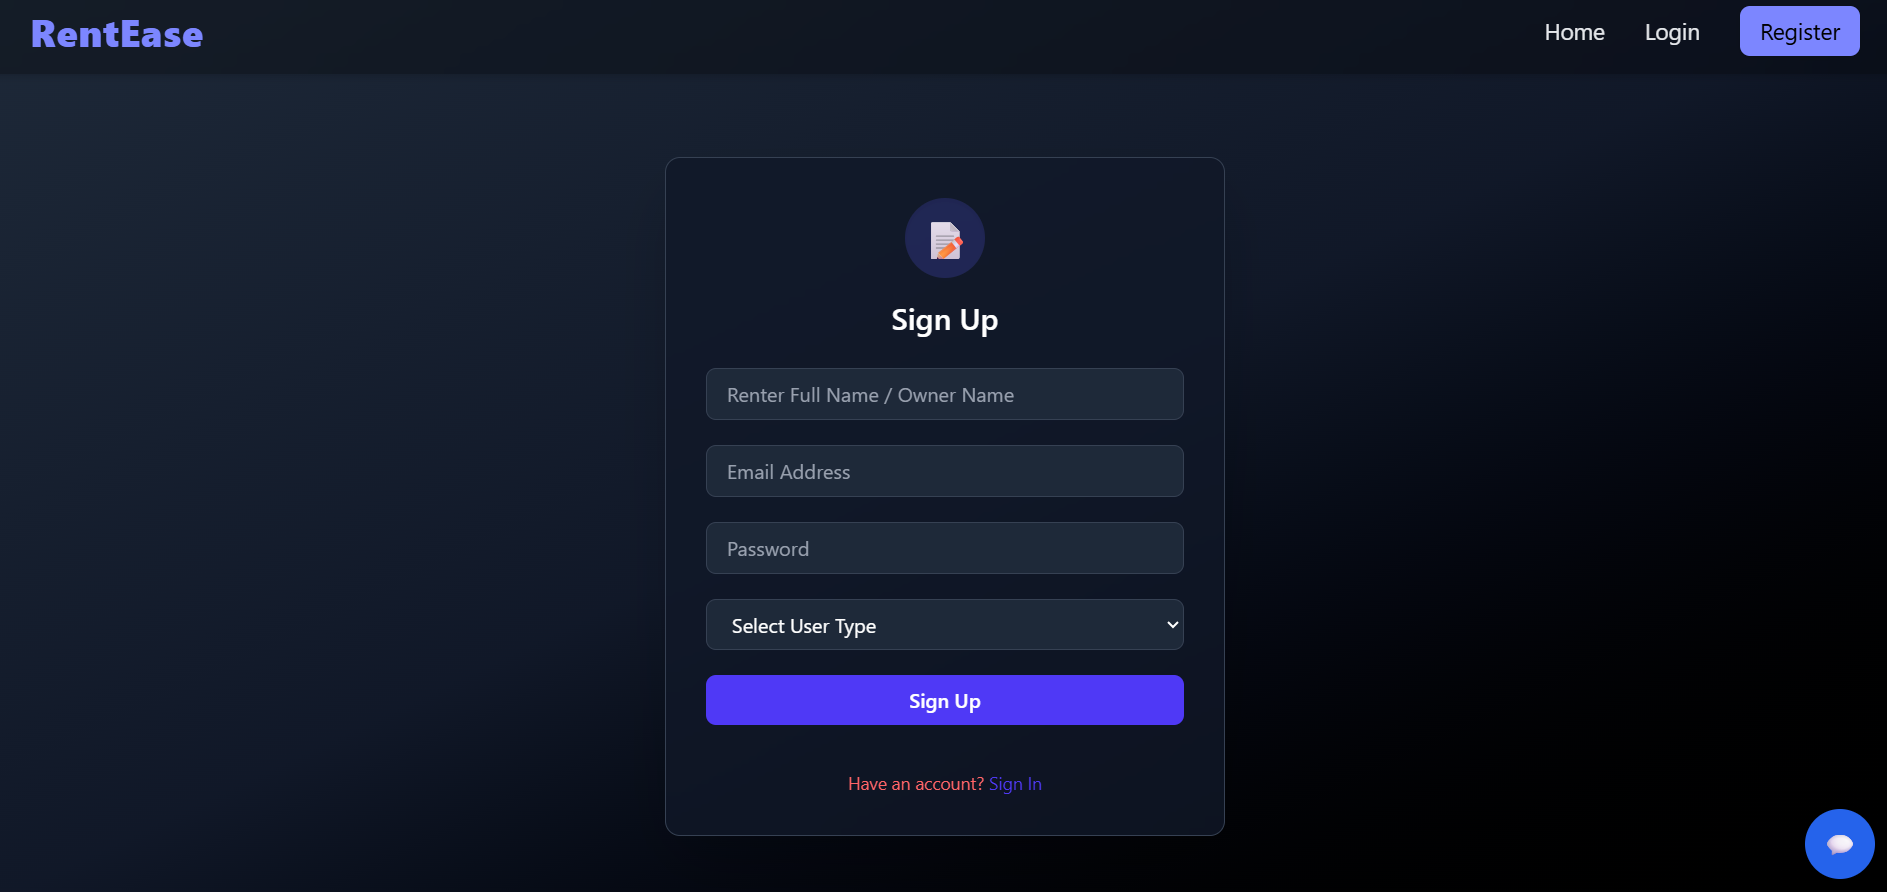 RentEase
Home
Login
Register
Sign Up
Renter Full Name / Owner Name
Email Address
Password
Select User Type
Sign Up
Have an account? Sign In